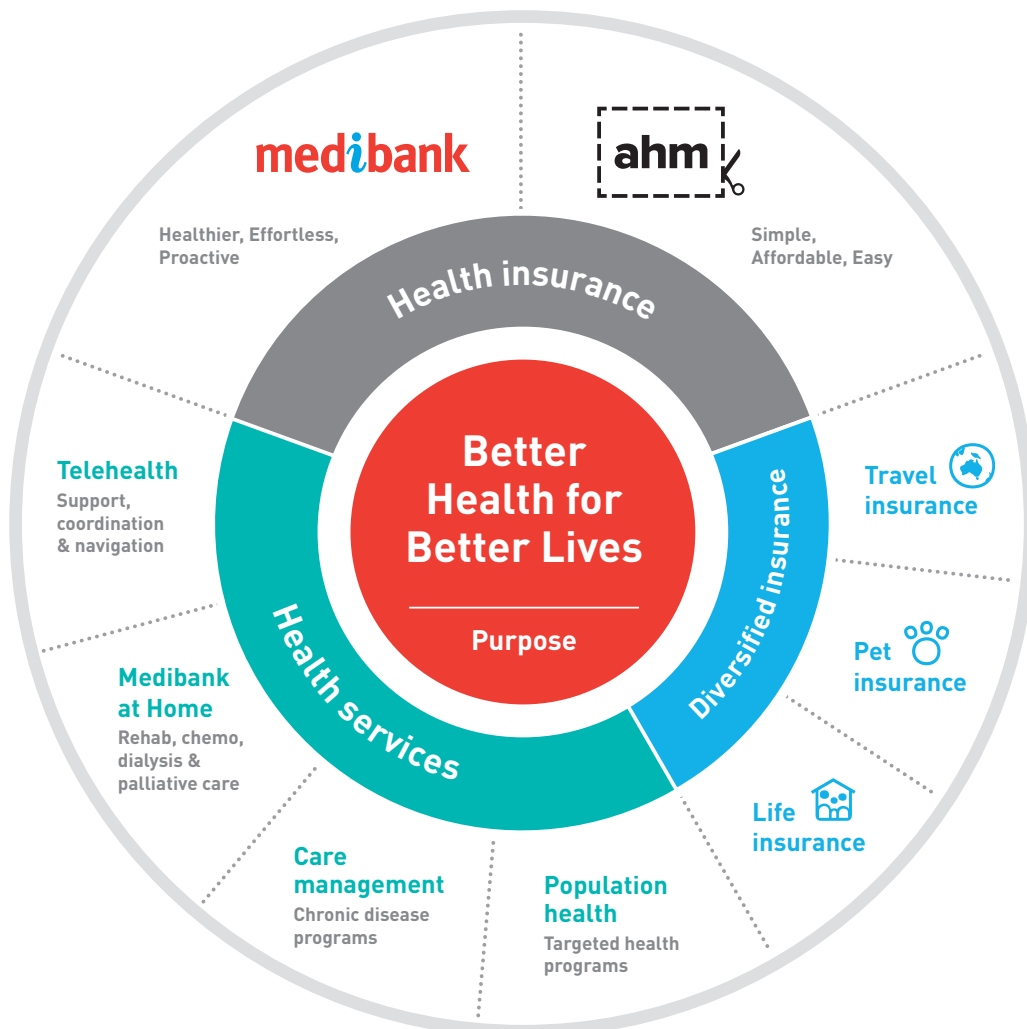 medibank
Healthier, Effortless,
Proactive
ahm
Simple,
Affordable, Easy
Health insurance
Better
Health for
Better Lives
Purpose
Diversified insurance
Travel
insurance
Pet
insurance
Life
insurance
Health services
Telehealth
Support,
coordination
& navigation
Medibank
at Home
Rehab, chemo,
dialysis &
palliative care
Care
management
Chronic disease
programs
Population
health
Targeted health
programs